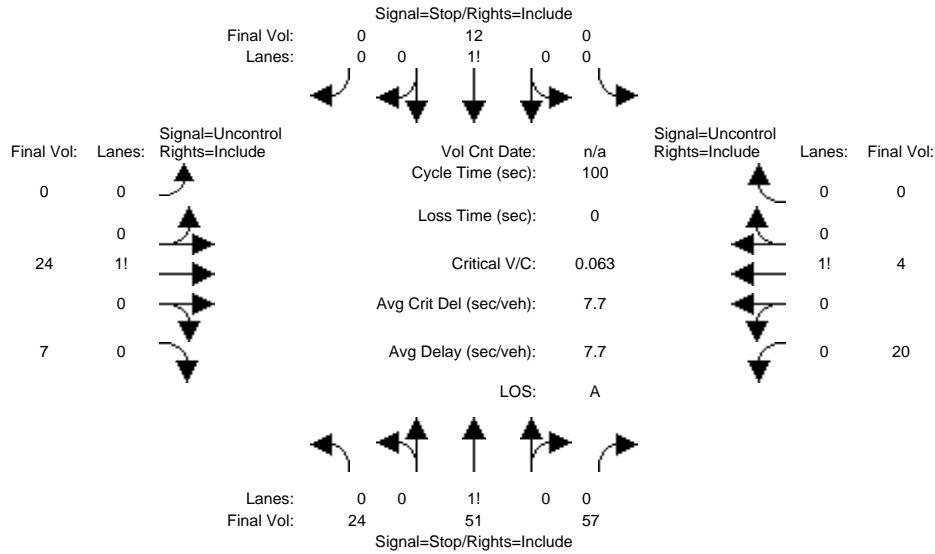 Signal=Stop/Rights=Include
Final Vol: 0 12 0
Lanes: 0 0 1! 0 0
Signal=Uncontrol Signal=Uncontrol
Final Vol: Lanes: Rights=Include Vol Cnt Date: n/a Rights=Include Lanes: Final Vol:
Cycle Time (sec): 100
0 0 0 0
Loss Time (sec): 0
0 0
24 1! Critical V/C: 0.063 1! 4
0 Avg Crit Del (sec/veh): 7.7 0
7 0 Avg Delay (sec/veh): 7.7 0 20
LOS: A
Lanes: 0 0 1! 0 0
Final Vol: 24 51 57
Signal=Stop/Rights=Include